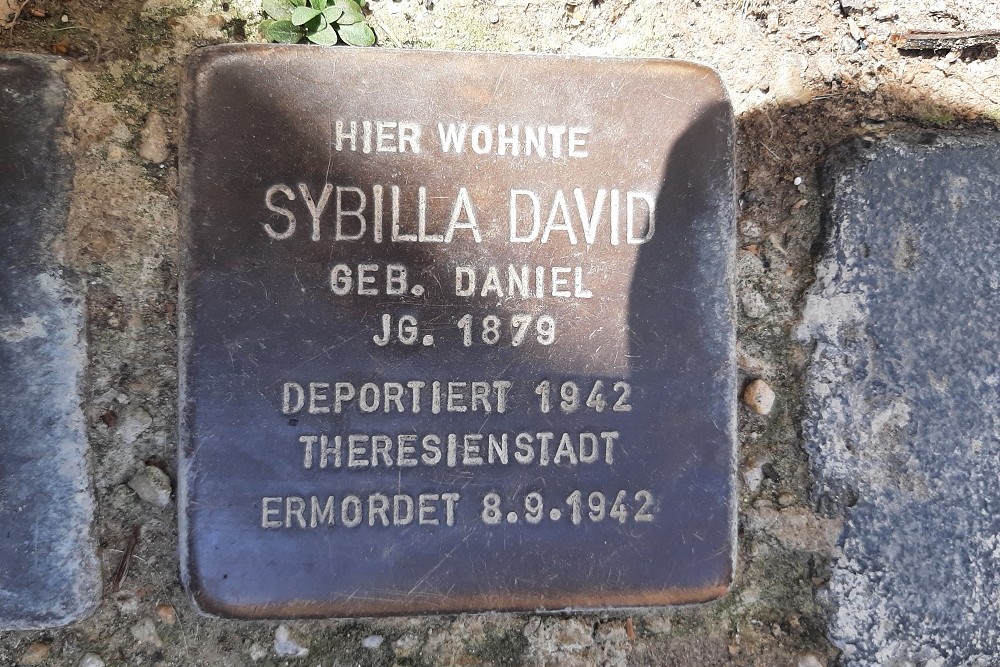 HIER WOHNTE
SYBILLA DAVID
GEB. DANIEL
JG. 1879
DEPORTIERT 1942
THERESIENSTADT
ERMORDET 8.9.1942